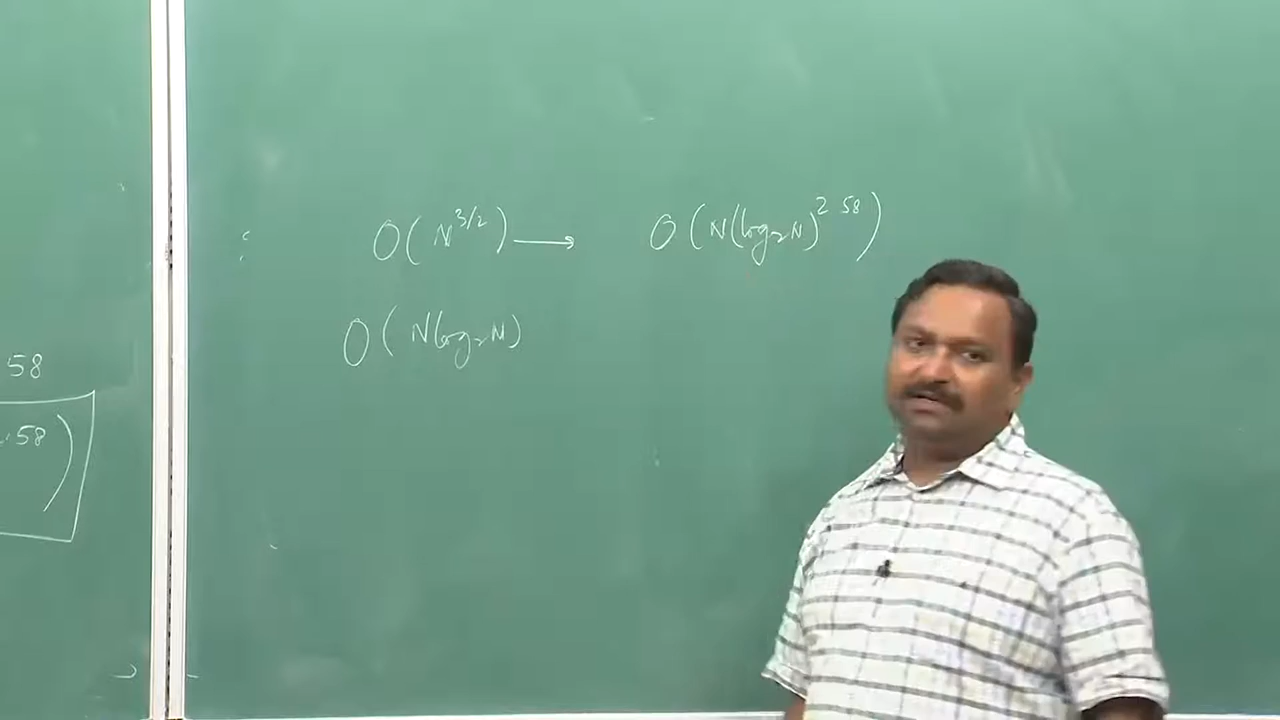 O(N^{3/2}) → O(N(log₂N)^{2.58})
O(N log₂N)
58
.58)